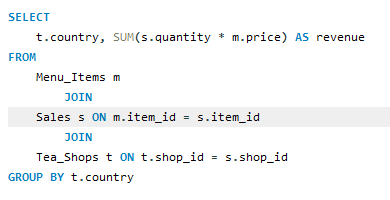 SELECT
t.country, SUM(s.quantity * m.price) AS revenue
FROM
Menu_Items m
JOIN
Sales s ON m.item_id = s.item_id
JOIN
Tea_Shops t ON t.shop_id = s.shop_id
GROUP BY t.country